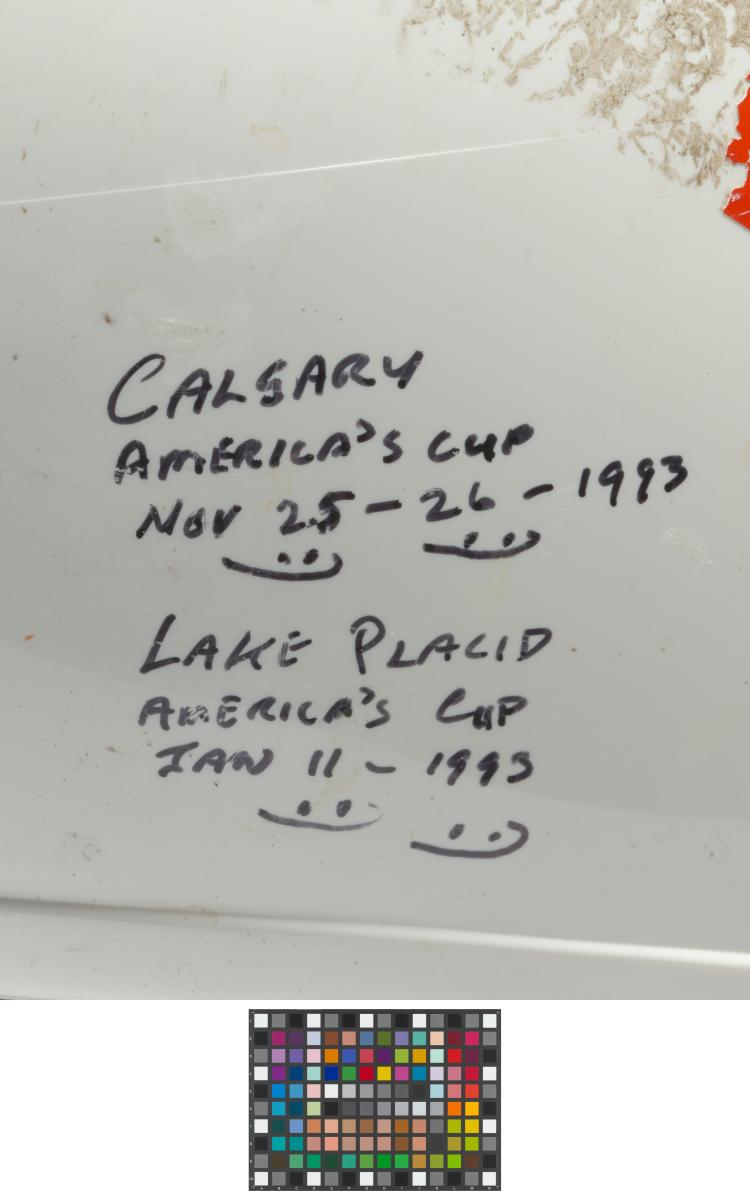 CALGARY
AMERICA'S CUP
NOV 25-26-1993
LAKE PLACID
AMERICA'S CUP
JAN 11-1993